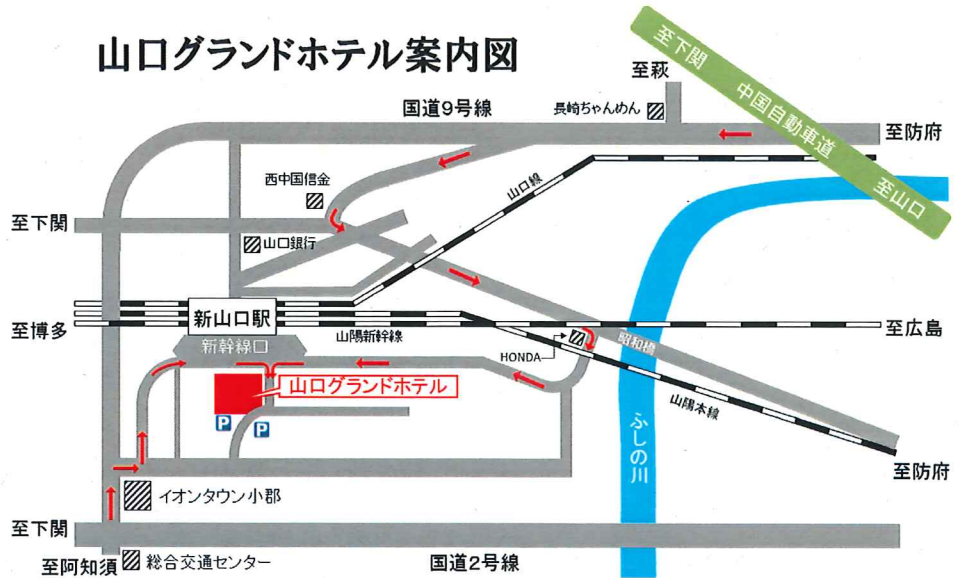 山口グランドホテル案内図
至下関
中国自動車道
至山口
至萩
長崎ちゃんめん
国道9号線
至防府
西中国信金
山口線
至下関
山口銀行
新山口駅
至博多
山陽新幹線
至広島
新幹線口
HONDA
昭和橋
山口グランドホテル
山陽本線
P
P
ふしの川
至防府
イオンタウン小郡
至下関
国道2号線
至阿知須
総合交通センター